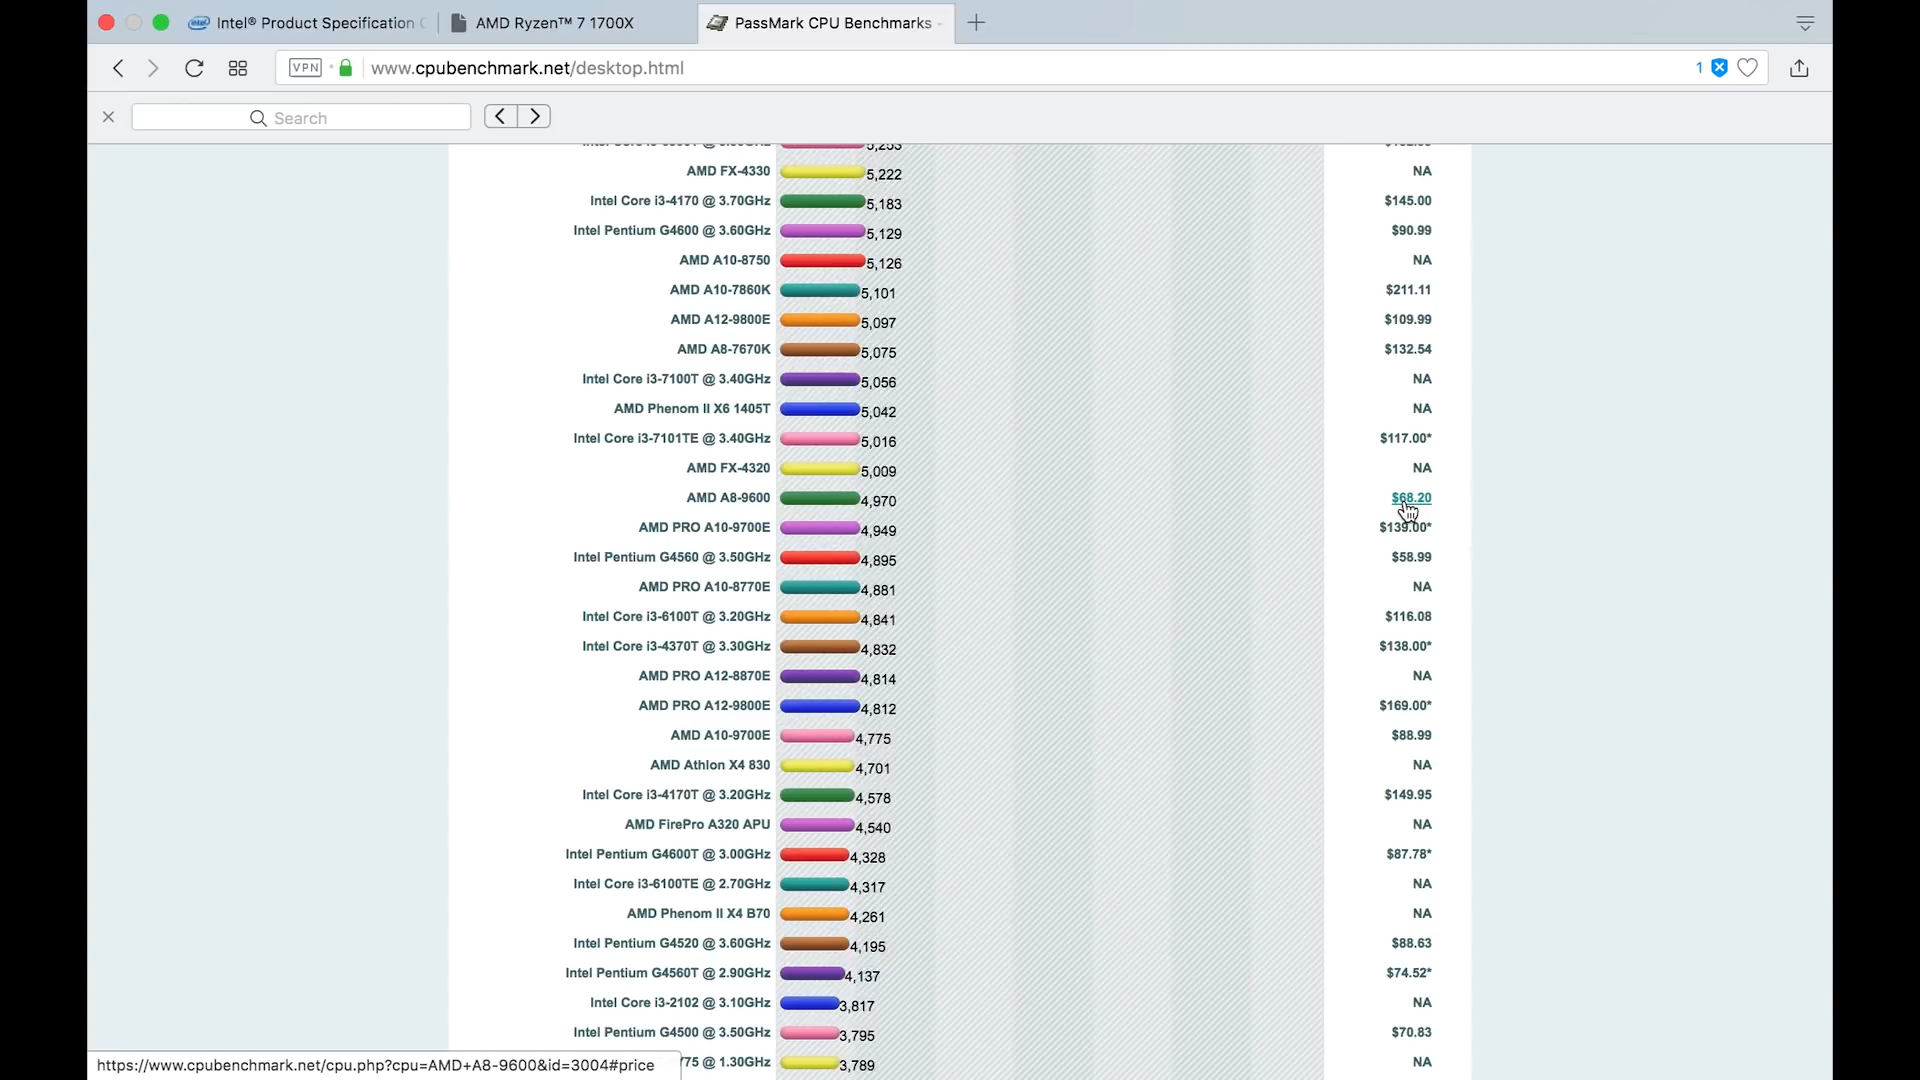 Intel® Product Specification
AMD Ryzen™ 7 1700X
PassMark CPU Benchmarks -
VPN
www.cpubenchmark.net/desktop.html
1
Search
5,253
AMD FX-4330 5,222 NA
Intel Core i3-4170 @ 3.70GHz 5,183 $145.00
Intel Pentium G4600 @ 3.60GHz 5,129 $90.99
AMD A10-8750 5,126 NA
AMD A10-7860K 5,101 $211.11
AMD A12-9800E 5,097 $109.99
AMD A8-7670K 5,075 $132.54
Intel Core i3-7100T @ 3.40GHz 5,056 NA
AMD Phenom II X6 1405T 5,042 NA
Intel Core i3-7101TE @ 3.40GHz 5,016 $117.00*
AMD FX-4320 5,009 NA
AMD A8-9600 4,970 $68.20
AMD PRO A10-9700E 4,949 $139.00*
Intel Pentium G4560 @ 3.50GHz 4,895 $58.99
AMD PRO A10-8770E 4,881 NA
Intel Core i3-6100T @ 3.20GHz 4,841 $116.08
Intel Core i3-4370T @ 3.30GHz 4,832 $138.00*
AMD PRO A12-8870E 4,814 NA
AMD PRO A12-9800E 4,812 $169.00*
AMD A10-9700E 4,775 $88.99
AMD Athlon X4 830 4,701 NA
Intel Core i3-4170T @ 3.20GHz 4,578 $149.95
AMD FirePro A320 APU 4,540 NA
Intel Pentium G4600T @ 3.00GHz 4,328 $87.78*
Intel Core i3-6100TE @ 2.70GHz 4,317 NA
AMD Phenom II X4 B70 4,261 NA
Intel Pentium G4520 @ 3.60GHz 4,195 $88.63
Intel Pentium G4560T @ 2.90GHz 4,137 $74.52*
Intel Core i3-2102 @ 3.10GHz 3,817 NA
Intel Pentium G4500 @ 3.50GHz 3,795 $70.83
75 @ 1.30GHz 3,789 NA
https://www.cpubenchmark.net/cpu.php?cpu=AMD+A8-9600&id=3004#price